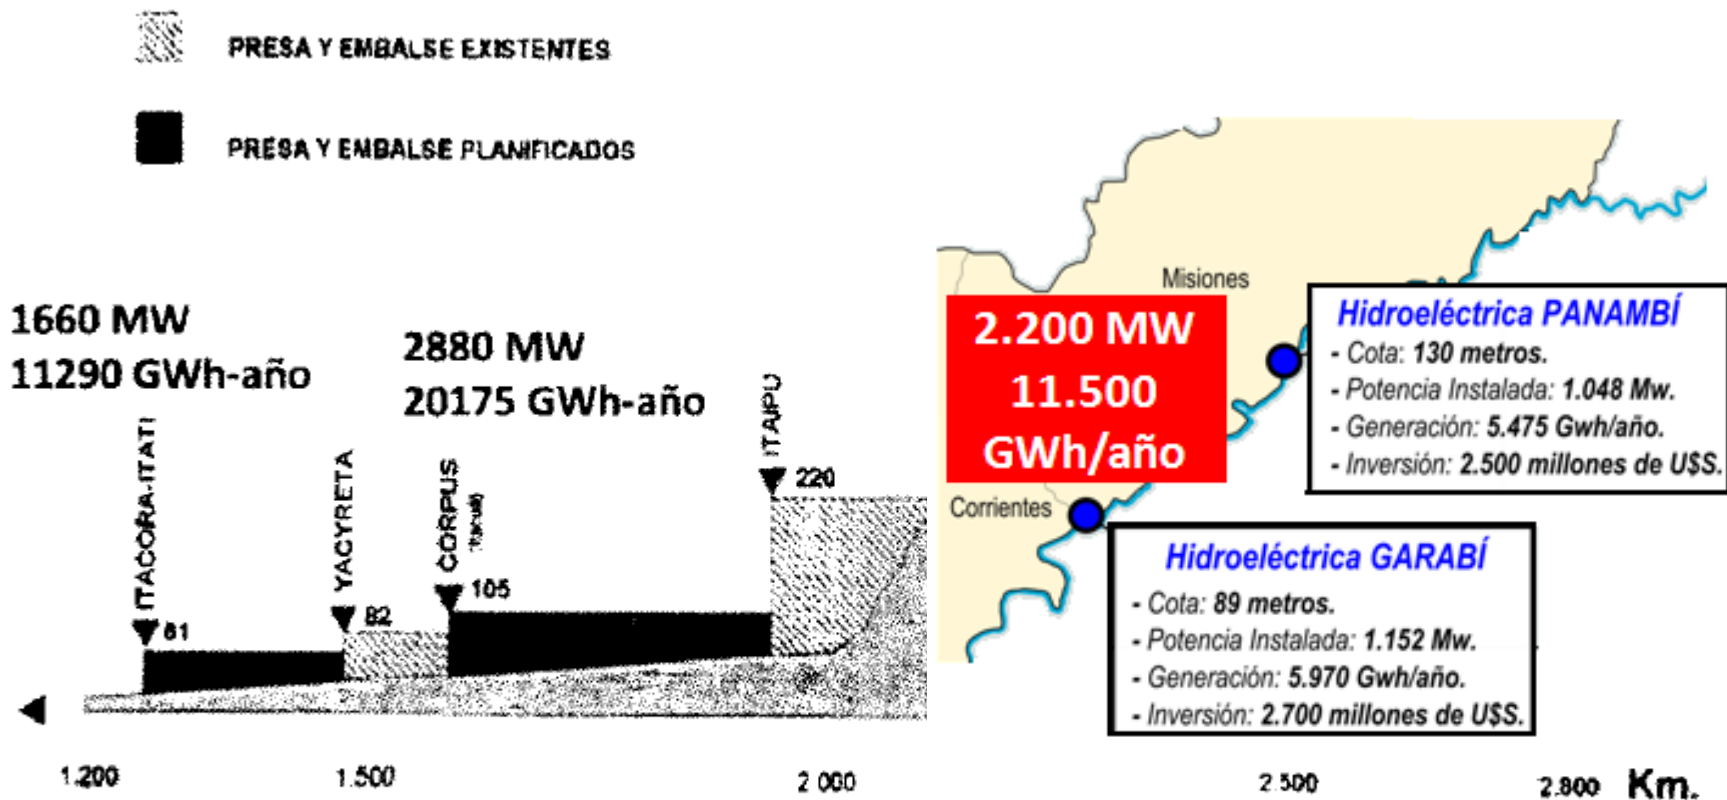 PRESA Y EMBALSE EXISTENTES
PRESA Y EMBALSE PLANIFICADOS
1660 MW
11290 GWh-año
2880 MW
20175 GWh-año
ITACORA-ITATI
YACYRETA
CORPUS
ITAIPU
61
82
105
220
1.200
1.500
2 000
2.500
2.800 Km.
Misiones
2.200 MW
11.500
GWh/año
Corrientes
Hidroeléctrica PANAMBÍ
- Cota: 130 metros.
- Potencia Instalada: 1.048 Mw.
- Generación: 5.475 Gwh/año.
- Inversión: 2.500 millones de U$S.
Hidroeléctrica GARABÍ
- Cota: 89 metros.
- Potencia Instalada: 1.152 Mw.
- Generación: 5.970 Gwh/año.
- Inversión: 2.700 millones de U$S.